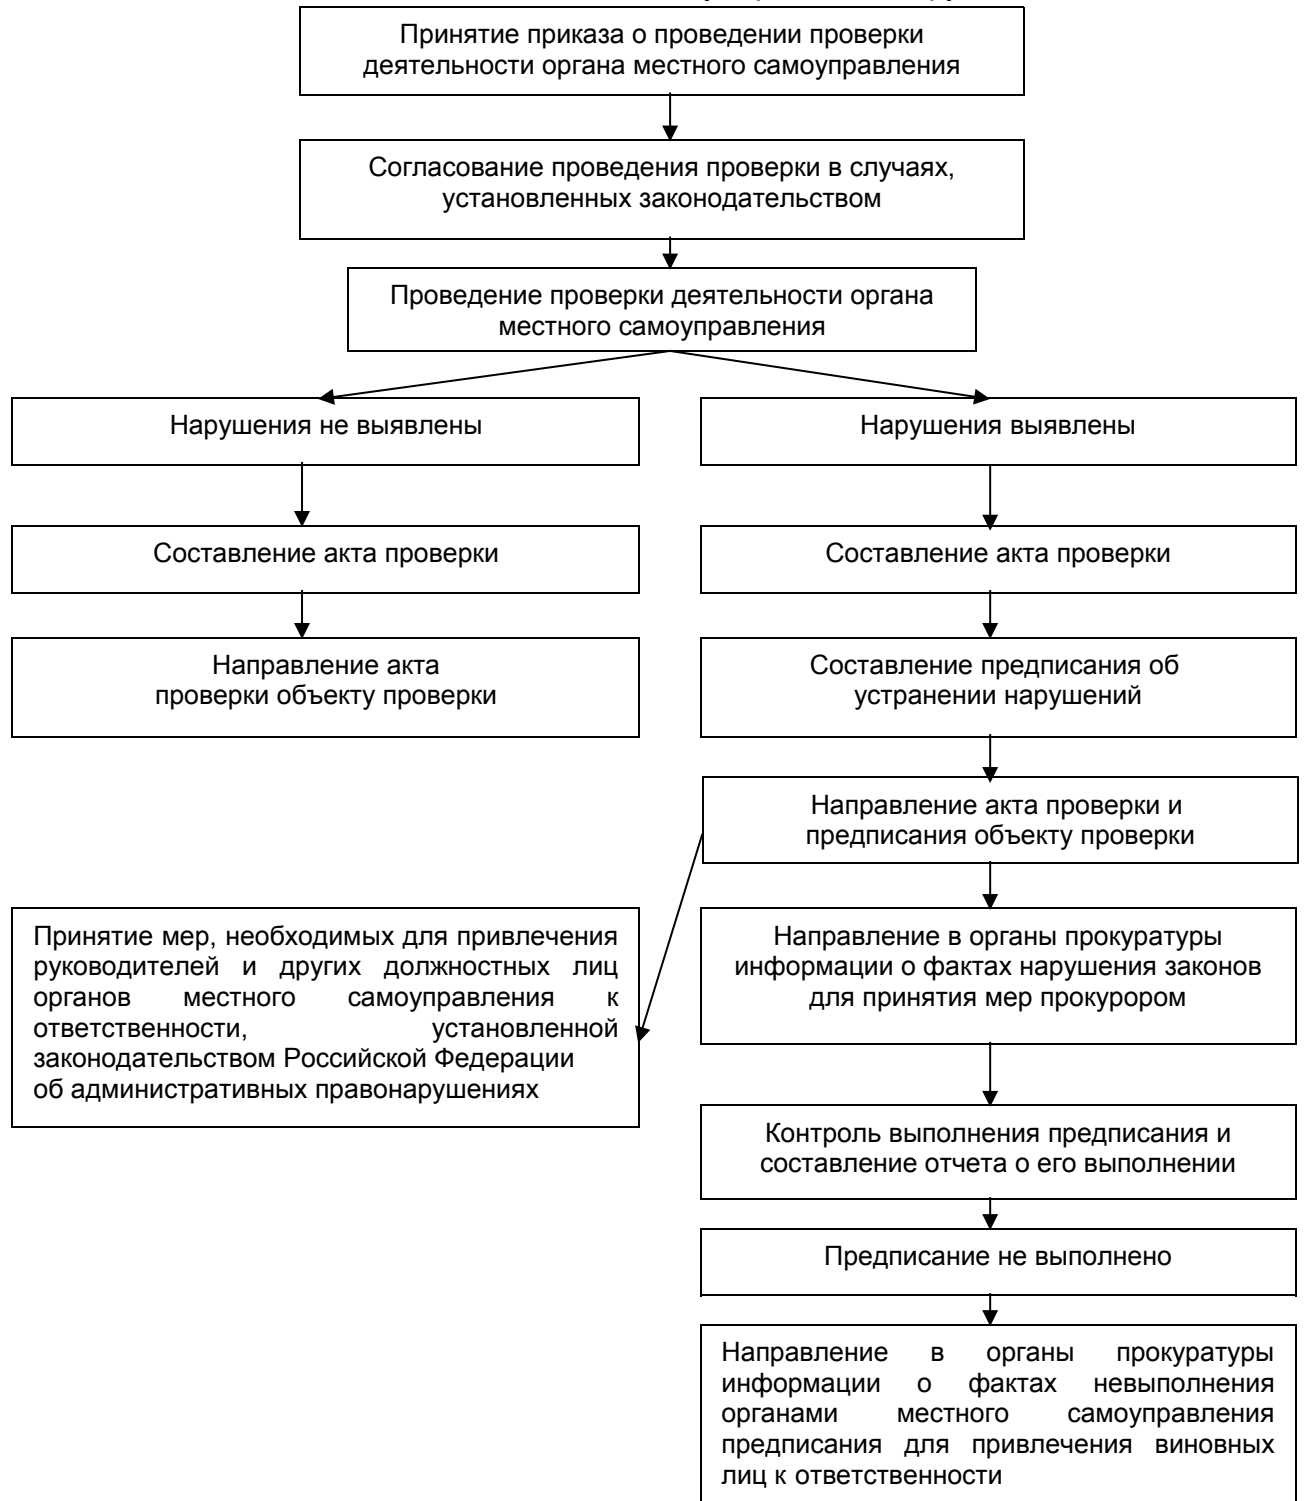 Принятие приказа о проведении проверки
деятельности органа местного самоуправления
Согласование проведения проверки в случаях,
установленных законодательством
Проведение проверки деятельности органа
местного самоуправления
Нарушения не выявлены
Нарушения выявлены
Составление акта проверки
Составление акта проверки
Направление акта
проверки объекту проверки
Составление предписания об
устранении нарушений
Направление акта проверки и
предписания объекту проверки
Принятие мер, необходимых для привлечения
руководителей и других должностных лиц
органов местного самоуправления к
ответственности, установленной
законодательством Российской Федерации
об административных правонарушениях
Направление в органы прокуратуры
информации о фактах нарушения законов
для принятия мер прокурором
Контроль выполнения предписания и
составление отчета о его выполнении
Предписание не выполнено
Направление в органы прокуратуры
информации о фактах невыполнения
органами местного самоуправления
предписания для привлечения виновных
лиц к ответственности